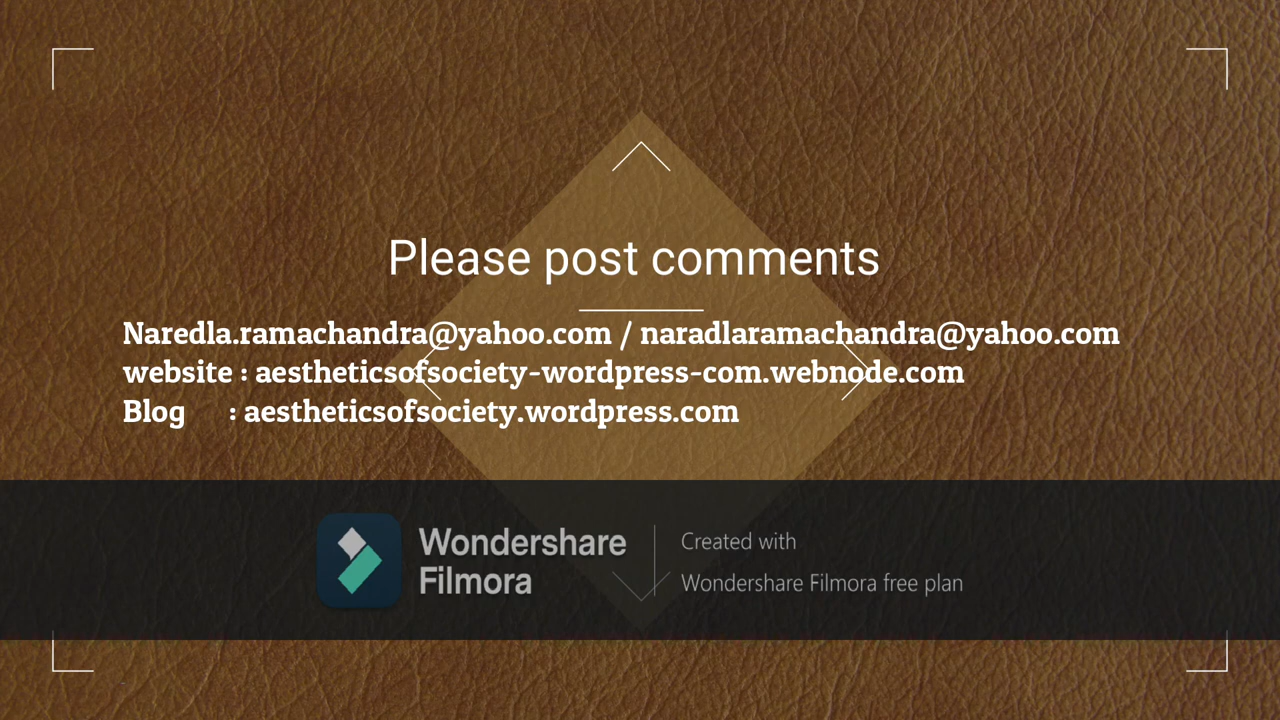 Please post comments
Naredla.ramachandra@yahoo.com / naradlaramachandra@yahoo.com
website : aestheticsofsociety-wordpress-com.webnode.com
Blog : aestheticsofsociety.wordpress.com
Wondershare
Filmora
Created with
Wondershare Filmora free plan